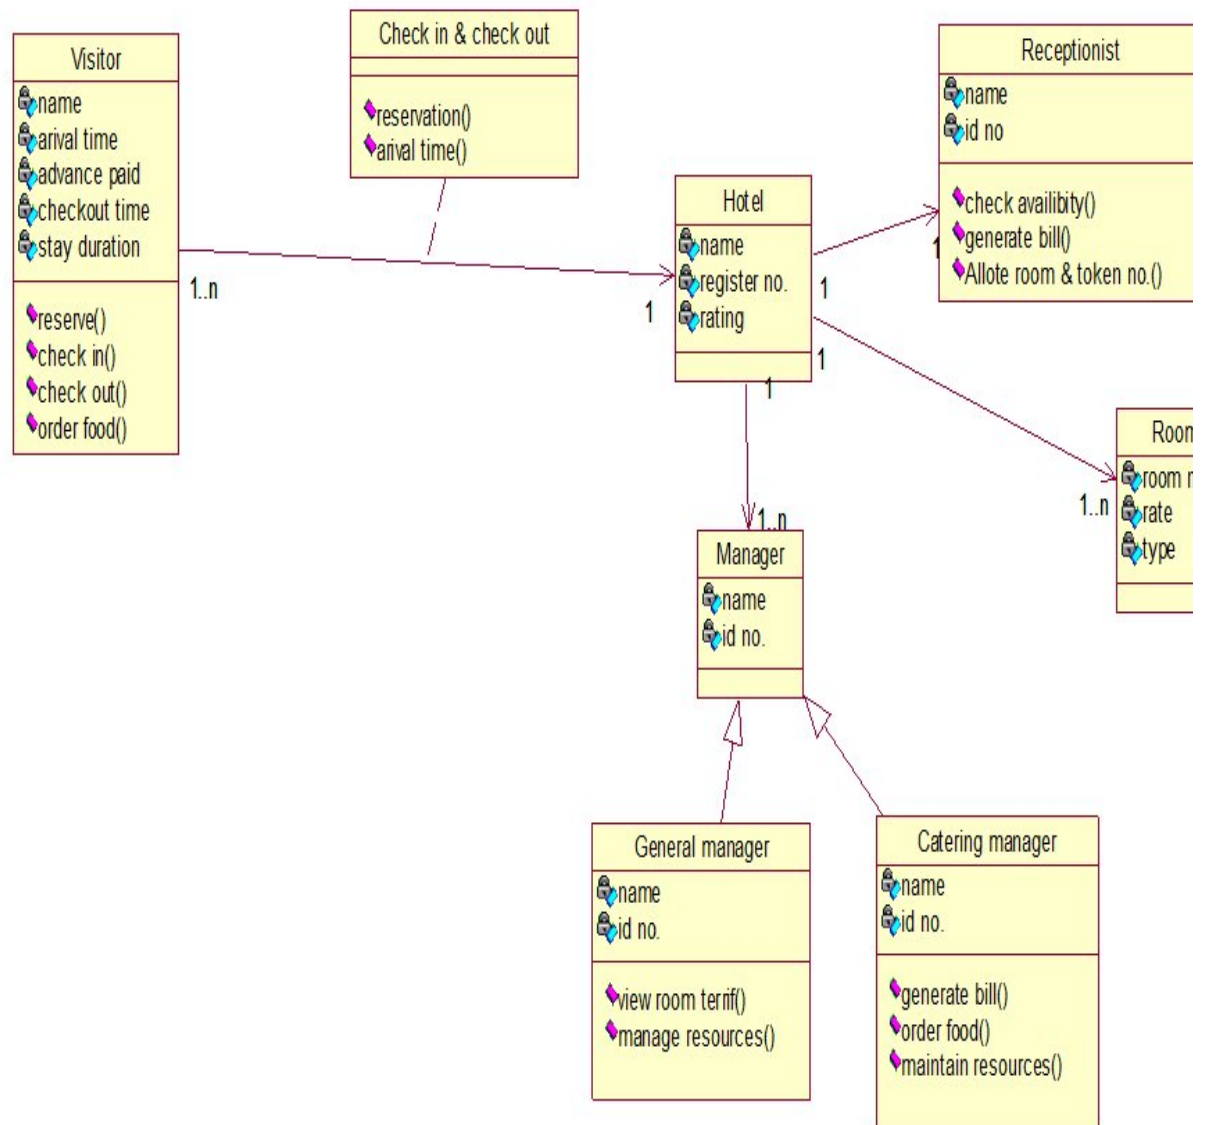 Visitor
name
arival time
advance paid
checkout time
stay duration
reserve()
check in()
check out()
order food()
Check in & check out
reservation()
arival time()
1..n
1
Hotel
name
register no.
rating
1
1
1
Receptionist
name
id no
check availibity()
generate bill()
Allote room & token no.()
1
1..n
room
rate
type
1..n
Manager
name
id no.
General manager
name
id no.
view room terrif()
manage resources()
Catering manager
name
id no.
generate bill()
order food()
maintain resources()